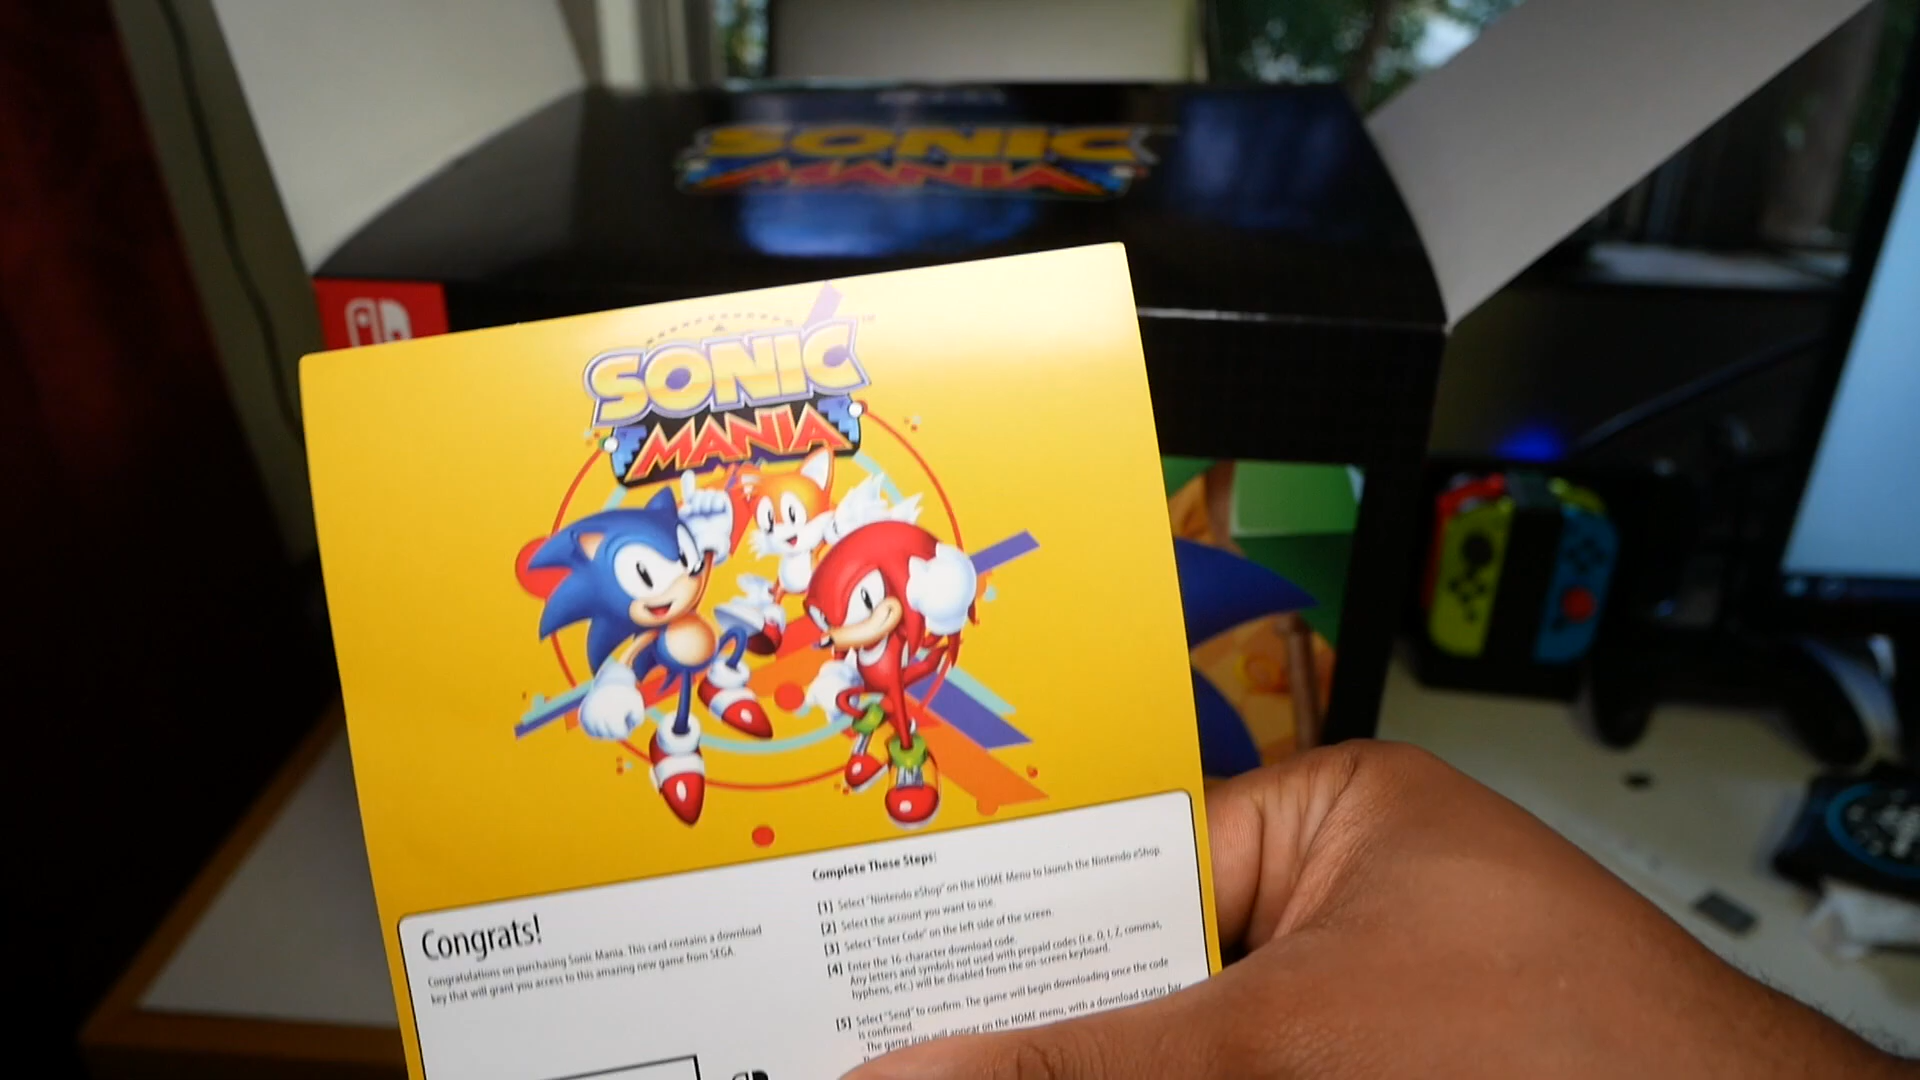 SONIC
MANIA
SONIC
MANIA
TM
Congrats!
Congratulations on purchasing Sonic Mania. This card contains a download
key that will grant you access to this amazing new game from SEGA.
Complete These Steps:
[1] Select "Nintendo eShop" on the HOME Menu to launch the Nintendo eShop.
[2] Select the account you want to use.
[3] Select "Enter Code" on the left side of the screen.
[4] Enter the 16-character download code.
Any letters and symbols not used with prepaid codes (i.e. O, I, Z, commas,
hyphens, etc.) will be disabled from the on-screen keyboard.
[5] Select "Send" to confirm. The game will begin downloading once the code
is confirmed.
- The game icon will appear on the HOME menu, with a download status bar